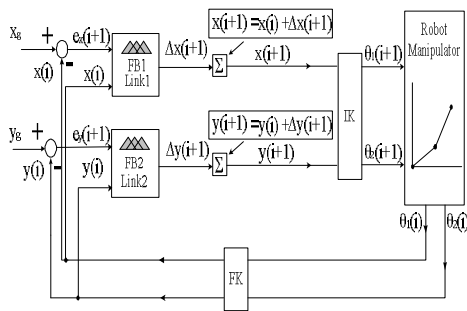 x(i+1) =x(i) +Δx(i+1)
Robot
Manipulator
xg
+
ex(i+1)
Δx(i+1)
Σ
x(i+1)
θ1(i+1)
x(i)
-
x(i)
FB1
Link1
IK
x
y(i+1) =y(i) +Δy(i+1)
yg
+
ey(i+1)
Δy(i+1)
Σ
y(i+1)
θ2(i+1)
y(i)
-
y(i)
FB2
Link2
θ1(i)
θ2(i)
FK